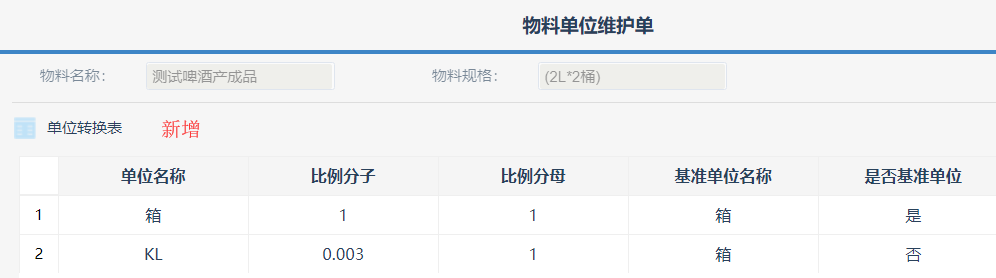 物料单位维护单
物料名称： 测试啤酒产成品 物料规格： (2L*2桶)
单位转换表 新增
单位名称 比例分子 比例分母 基准单位名称 是否基准单位
1 箱 1 1 箱 是
2 KL 0.003 1 箱 否